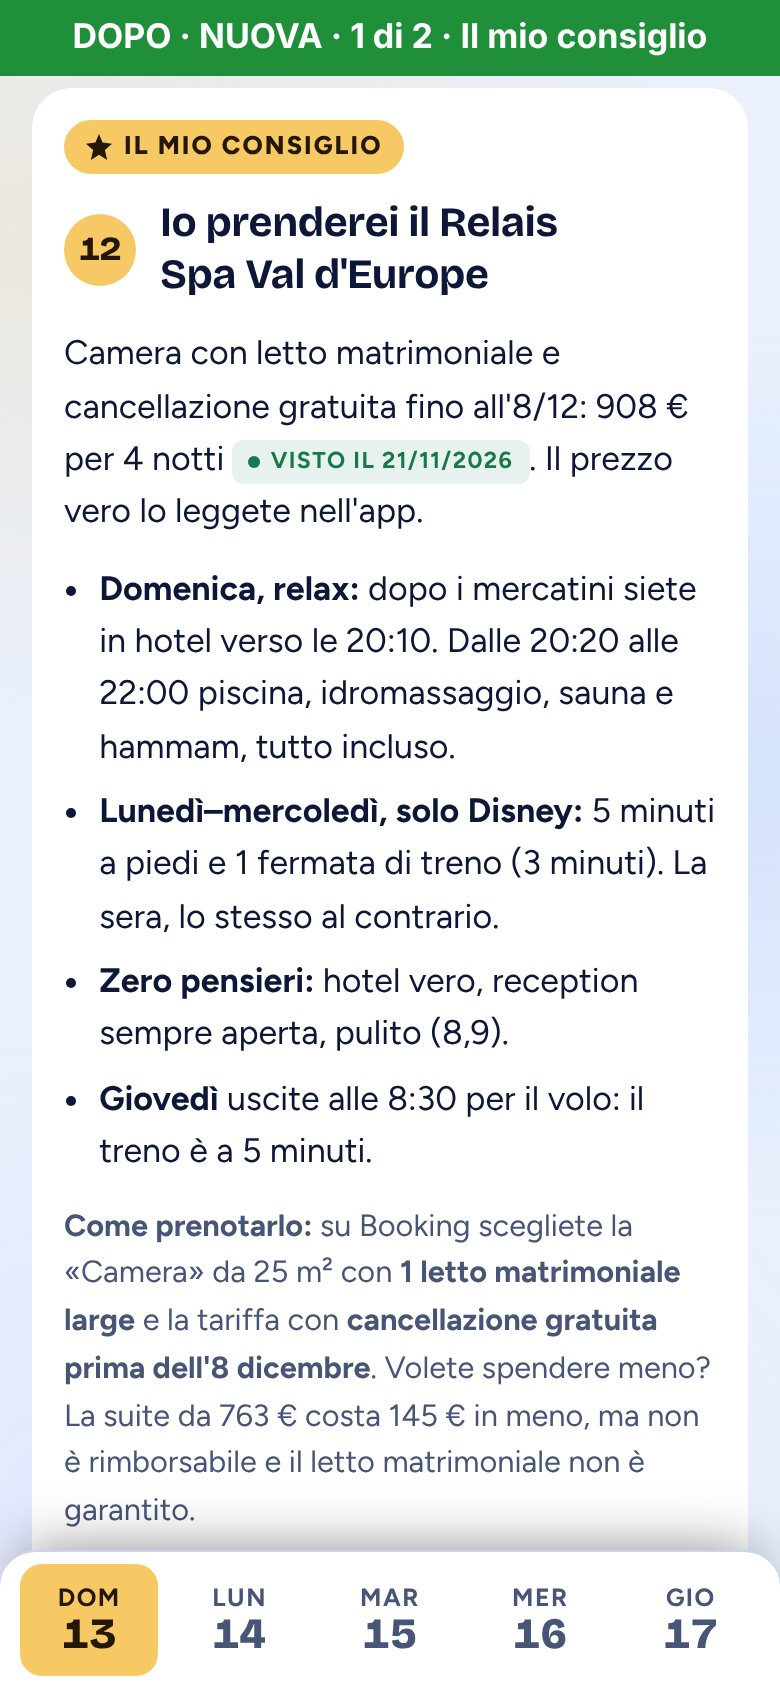 DOPO · NUOVA · 1 di 2 · Il mio consiglio
★ IL MIO CONSIGLIO
12
Io prenderei il Relais
Spa Val d'Europe
Camera con letto matrimoniale e
cancellazione gratuita fino all'8/12: 908 €
per 4 notti • VISTO IL 21/11/2026 . Il prezzo
vero lo leggete nell'app.
• Domenica, relax: dopo i mercatini siete
in hotel verso le 20:10. Dalle 20:20 alle
22:00 piscina, idromassaggio, sauna e
hammam, tutto incluso.
• Lunedì–mercoledì, solo Disney: 5 minuti
a piedi e 1 fermata di treno (3 minuti). La
sera, lo stesso al contrario.
• Zero pensieri: hotel vero, reception
sempre aperta, pulito (8,9).
• Giovedì uscite alle 8:30 per il volo: il
treno è a 5 minuti.
Come prenotarlo: su Booking scegliete la
«Camera» da 25 m² con 1 letto matrimoniale
large e la tariffa con cancellazione gratuita
prima dell'8 dicembre. Volete spendere meno?
La suite da 763 € costa 145 € in meno, ma non
è rimborsabile e il letto matrimoniale non è
garantito.
DOM LUN MAR MER GIO
13 14 15 16 17